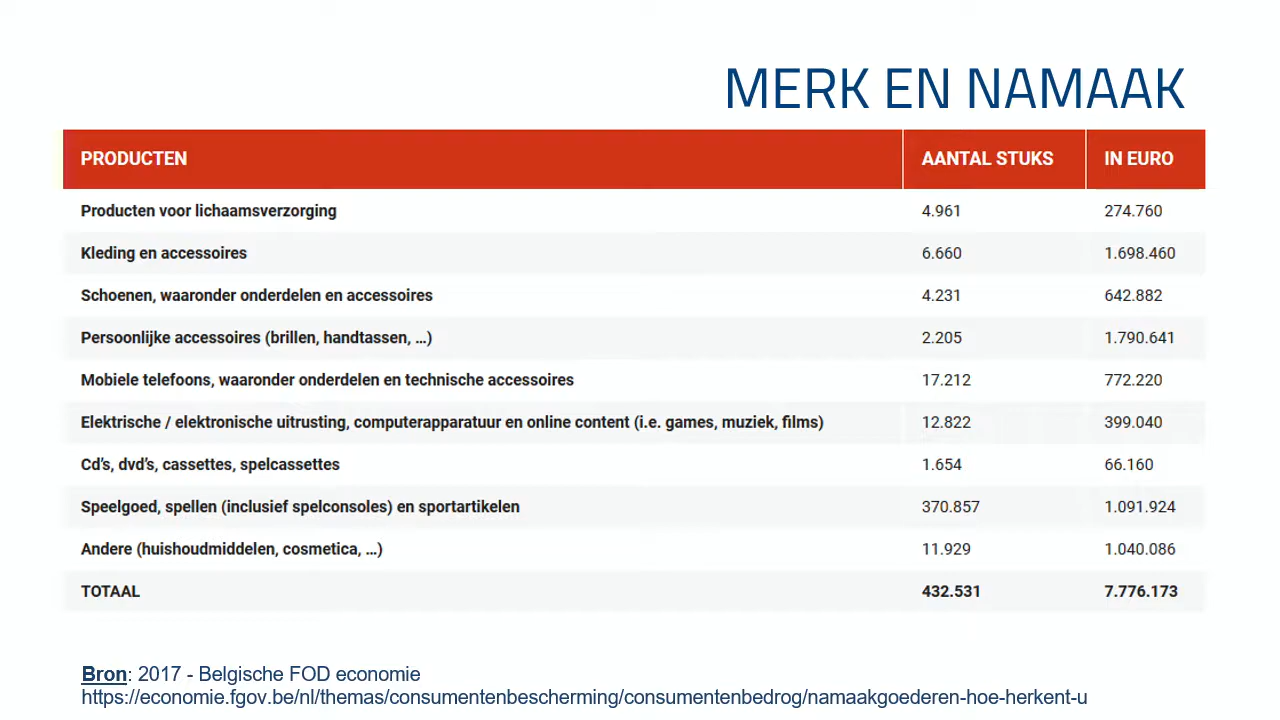 MERK EN NAMAAK
PRODUCTEN AANTAL STUKS IN EURO
Producten voor lichaamsverzorging 4.961 274.760
Kleding en accessoires 6.660 1.698.460
Schoenen, waaronder onderdelen en accessoires 4.231 642.882
Persoonlijke accessoires (brillen, handtassen, ...) 2.205 1.790.641
Mobiele telefoons, waaronder onderdelen en technische accessoires 17.212 772.220
Elektrische / elektronische uitrusting, computerapparatuur en online content (i.e. games, muziek, films) 12.822 399.040
Cd's, dvd's, cassettes, spelcassettes 1.654 66.160
Speelgoed, spellen (inclusief spelconsoles) en sportartikelen 370.857 1.091.924
Andere (huishoudmiddelen, cosmetica, ...) 11.929 1.040.086
TOTAAL 432.531 7.776.173
Bron: 2017 - Belgische FOD economie
https://economie.fgov.be/nl/themas/consumentenbescherming/consumentenbedrog/namaakgoederen-hoe-herkent-u